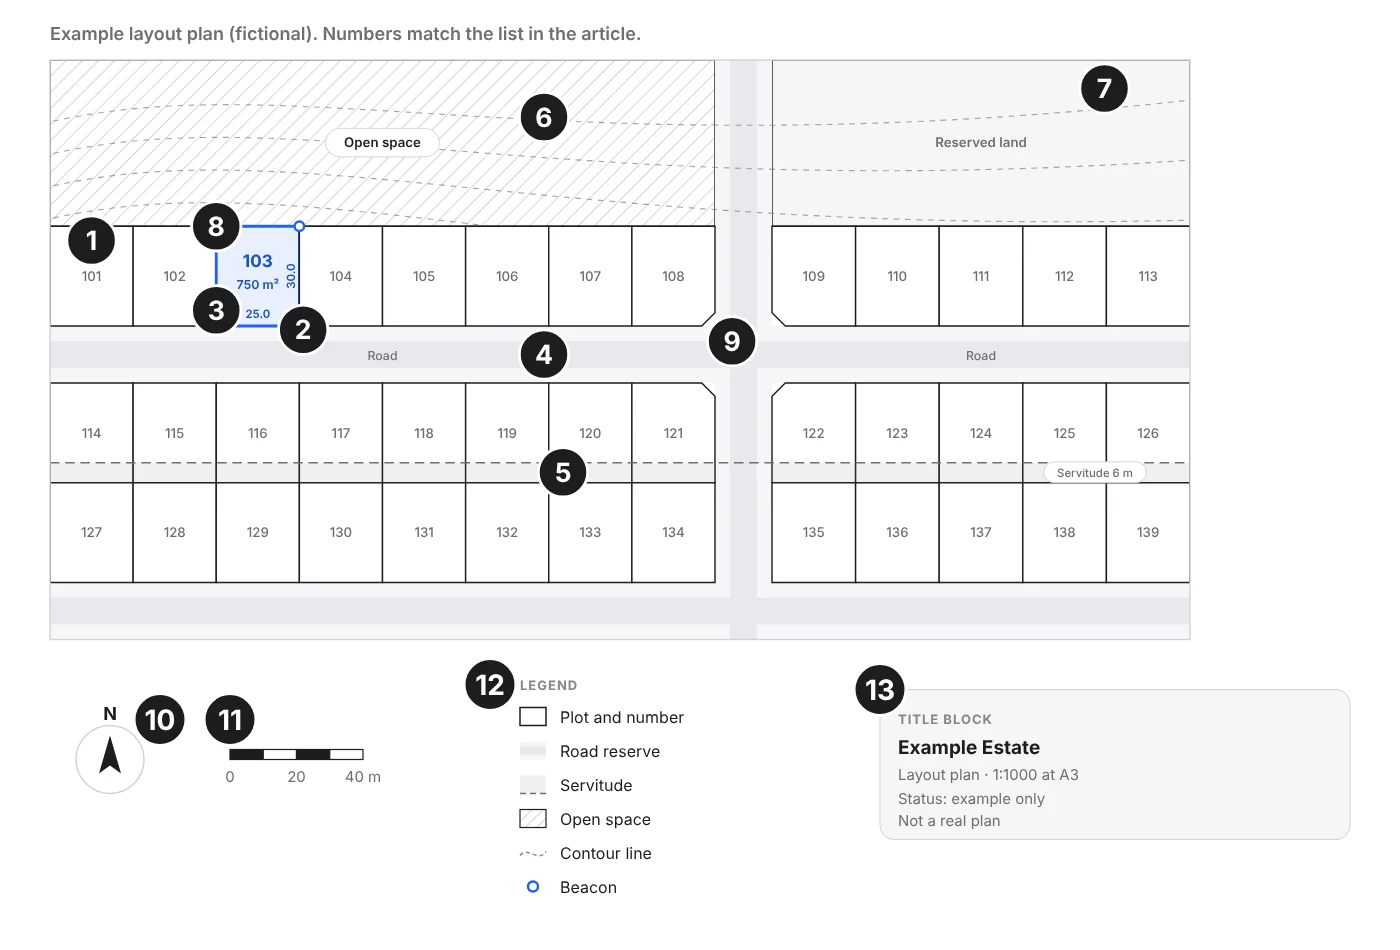 Example layout plan (fictional). Numbers match the list in the article.
7
6
Open space
Reserved land
8
1
103
101
102
750 m²
30.0
104
105
106
107
108
109
110
111
112
113
3
25.0
2
9
Road
4
Road
114
115
116
117
118
119
120
121
122
123
124
125
126
5
Servitude 6 m
127
128
129
130
131
132
133
134
135
136
137
138
139
N
10
11
0 20 40 m
12
LEGEND
Plot and number
Road reserve
Servitude
Open space
Contour line
Beacon
13
TITLE BLOCK
Example Estate
Layout plan · 1:1000 at A3
Status: example only
Not a real plan